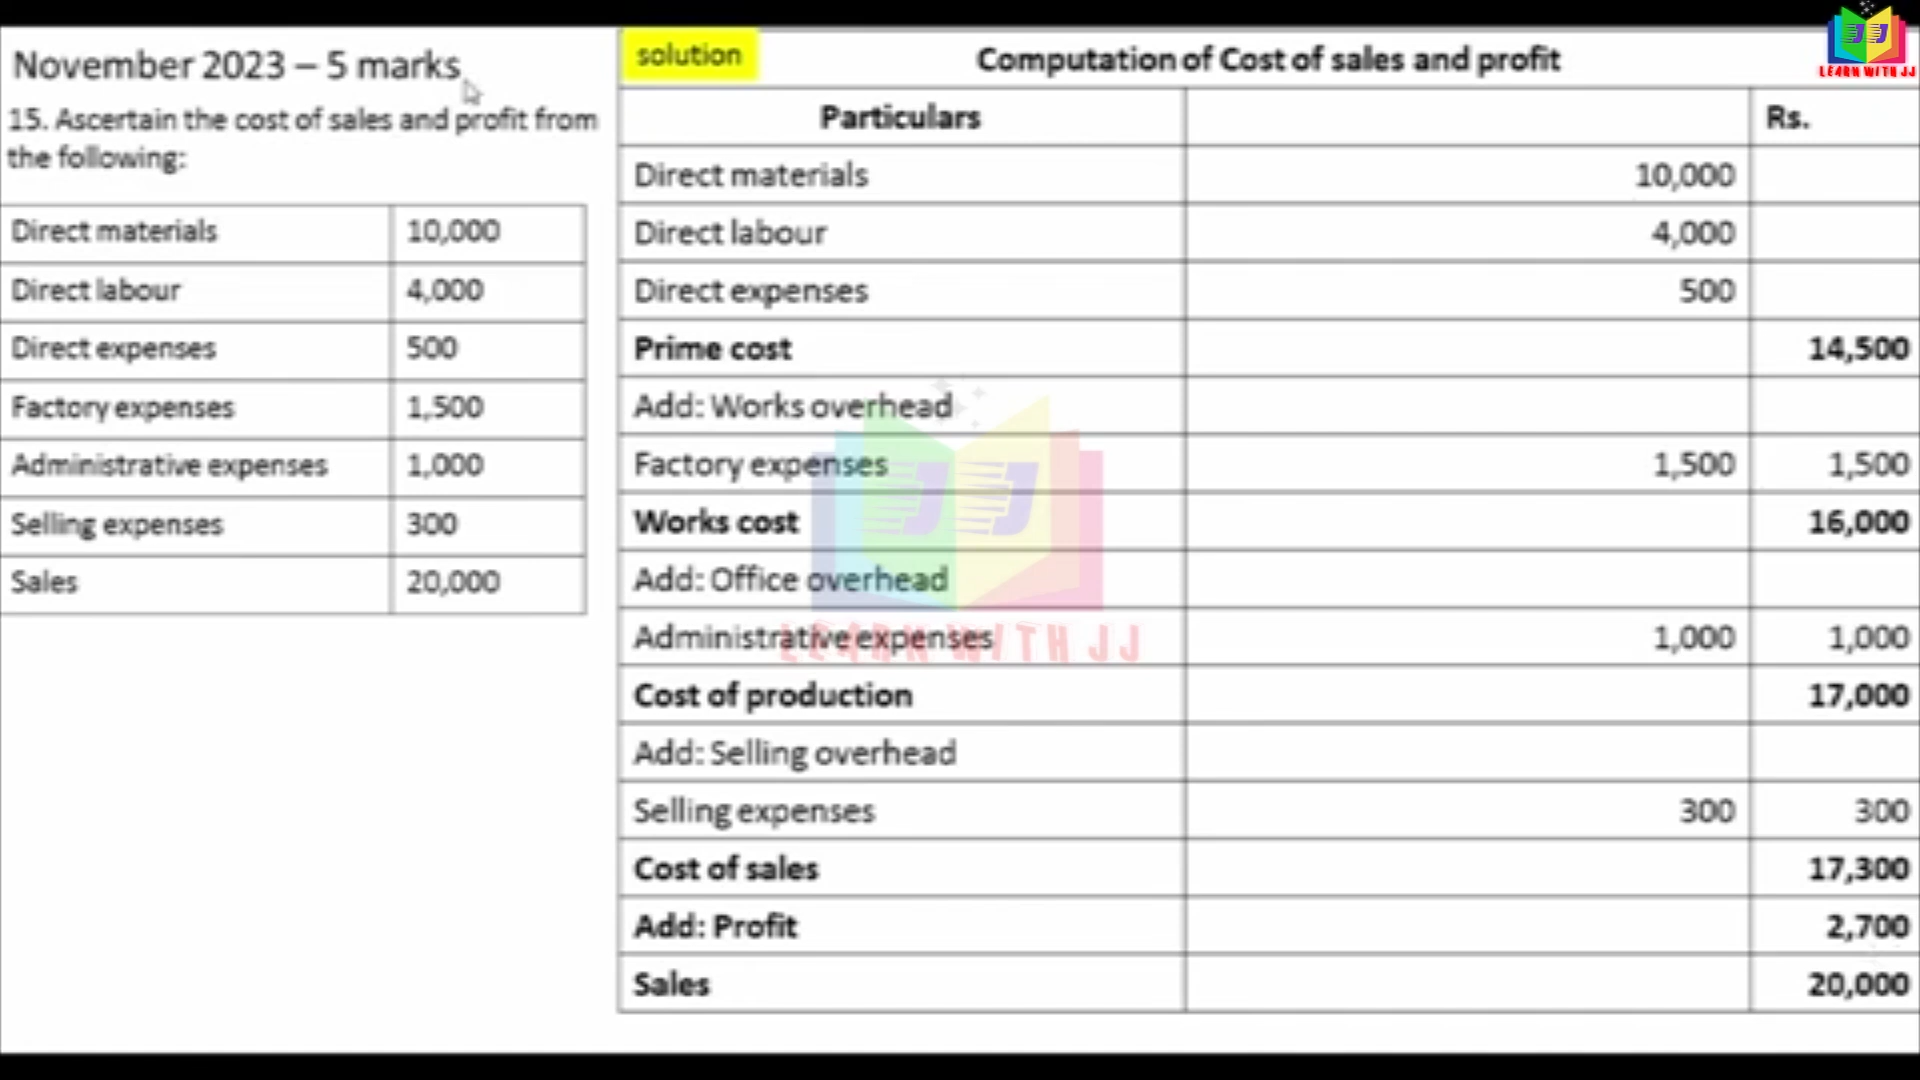 November 2023 – 5 marks
15. Ascertain the cost of sales and profit from
the following:
Direct materials 10,000
Direct labour 4,000
Direct expenses 500
Factory expenses 1,500
Administrative expenses 1,000
Selling expenses 300
Sales 20,000
solution
Computation of Cost of sales and profit
Particulars Rs.
Direct materials 10,000
Direct labour 4,000
Direct expenses 500
Prime cost 14,500
Add: Works overhead
Factory expenses 1,500 1,500
Works cost 16,000
Add: Office overhead
Administrative expenses 1,000 1,000
Cost of production 17,000
Add: Selling overhead
Selling expenses 300 300
Cost of sales 17,300
Add: Profit 2,700
Sales 20,000
JJ
LEARN WITH JJ
JJ
LEARN WITH JJ